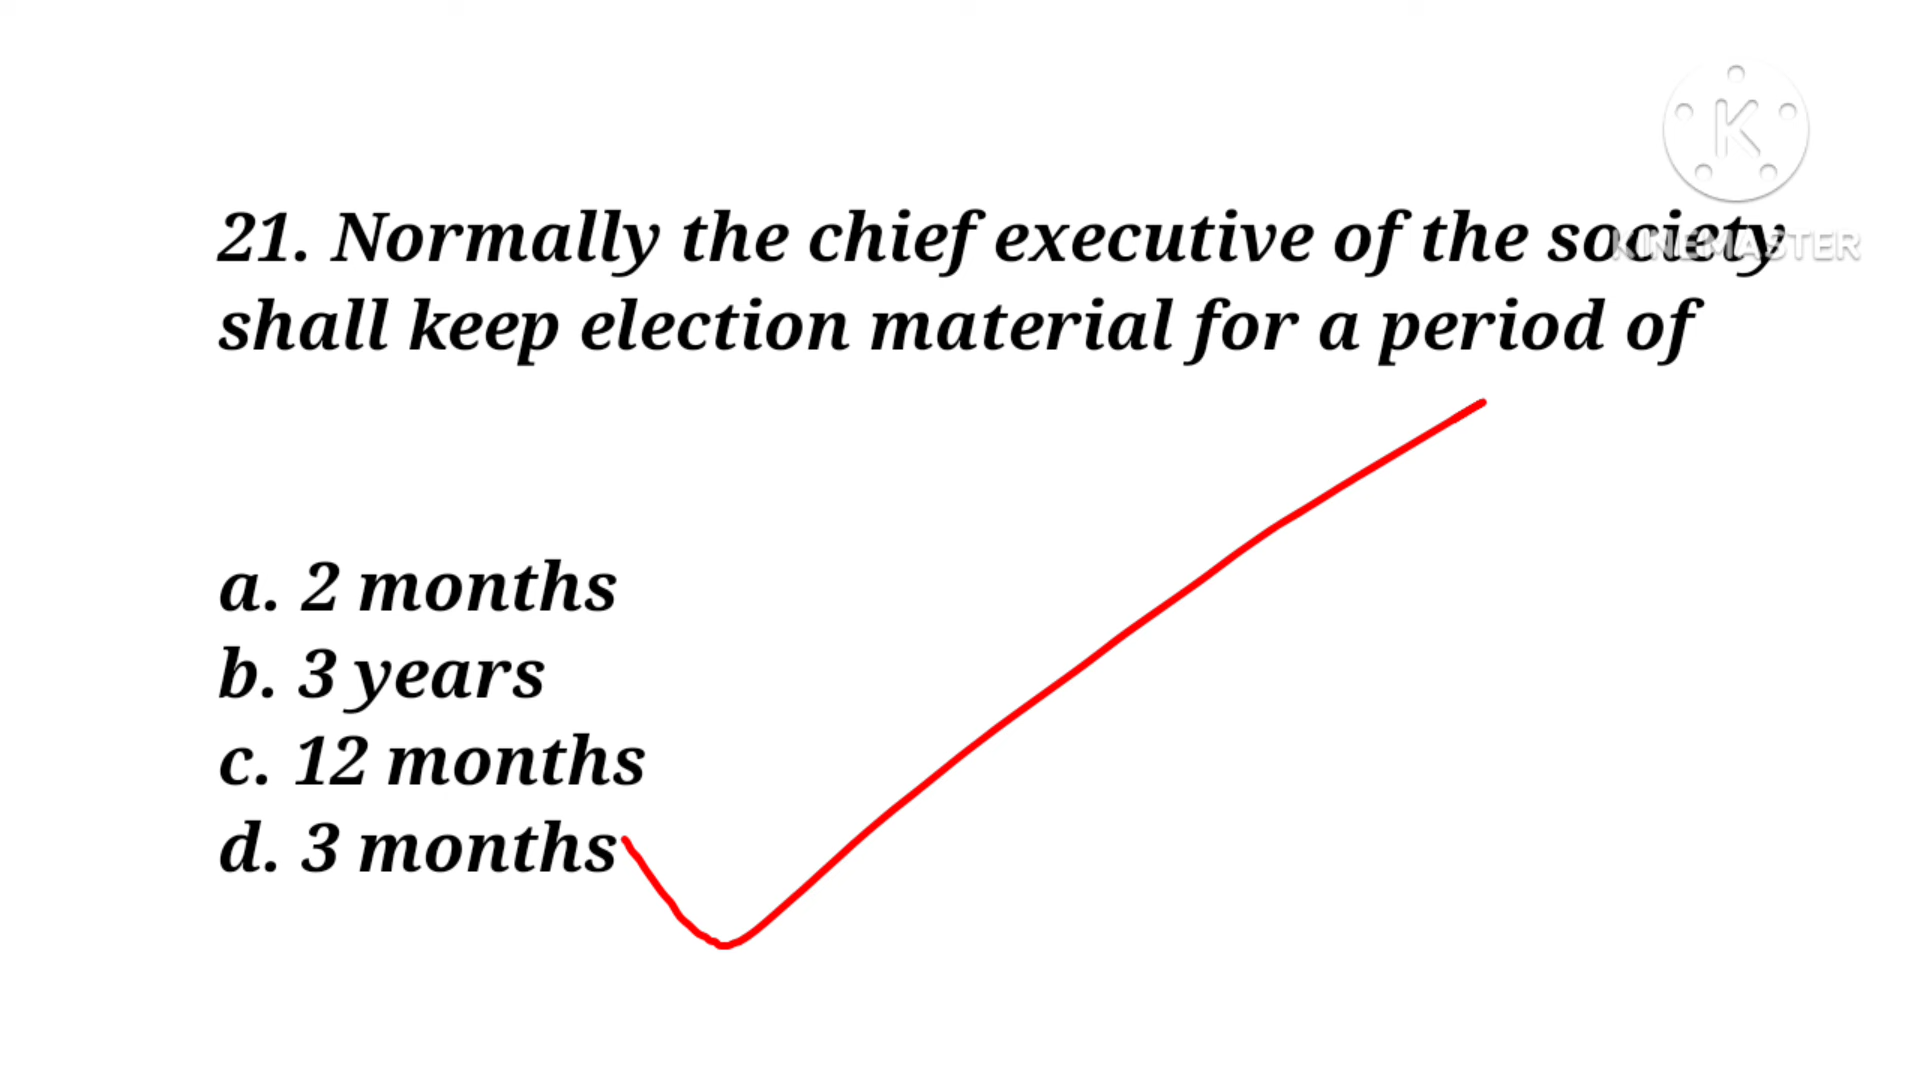 K
KINEMASTER
21. Normally the chief executive of the society
shall keep election material for a period of
a. 2 months
b. 3 years
c. 12 months
d. 3 months